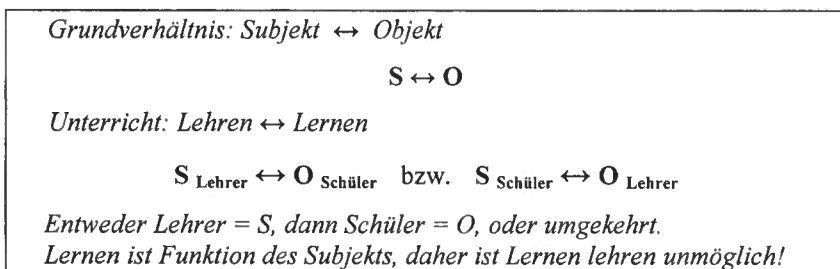 Grundverhältnis: Subjekt ↔ Objekt
S ↔ O
Unterricht: Lehren ↔ Lernen
S Lehrer ↔ O Schüler bzw. S Schüler ↔ O Lehrer
Entweder Lehrer = S, dann Schüler = O, oder umgekehrt.
Lernen ist Funktion des Subjekts, daher ist Lernen lehren unmöglich!